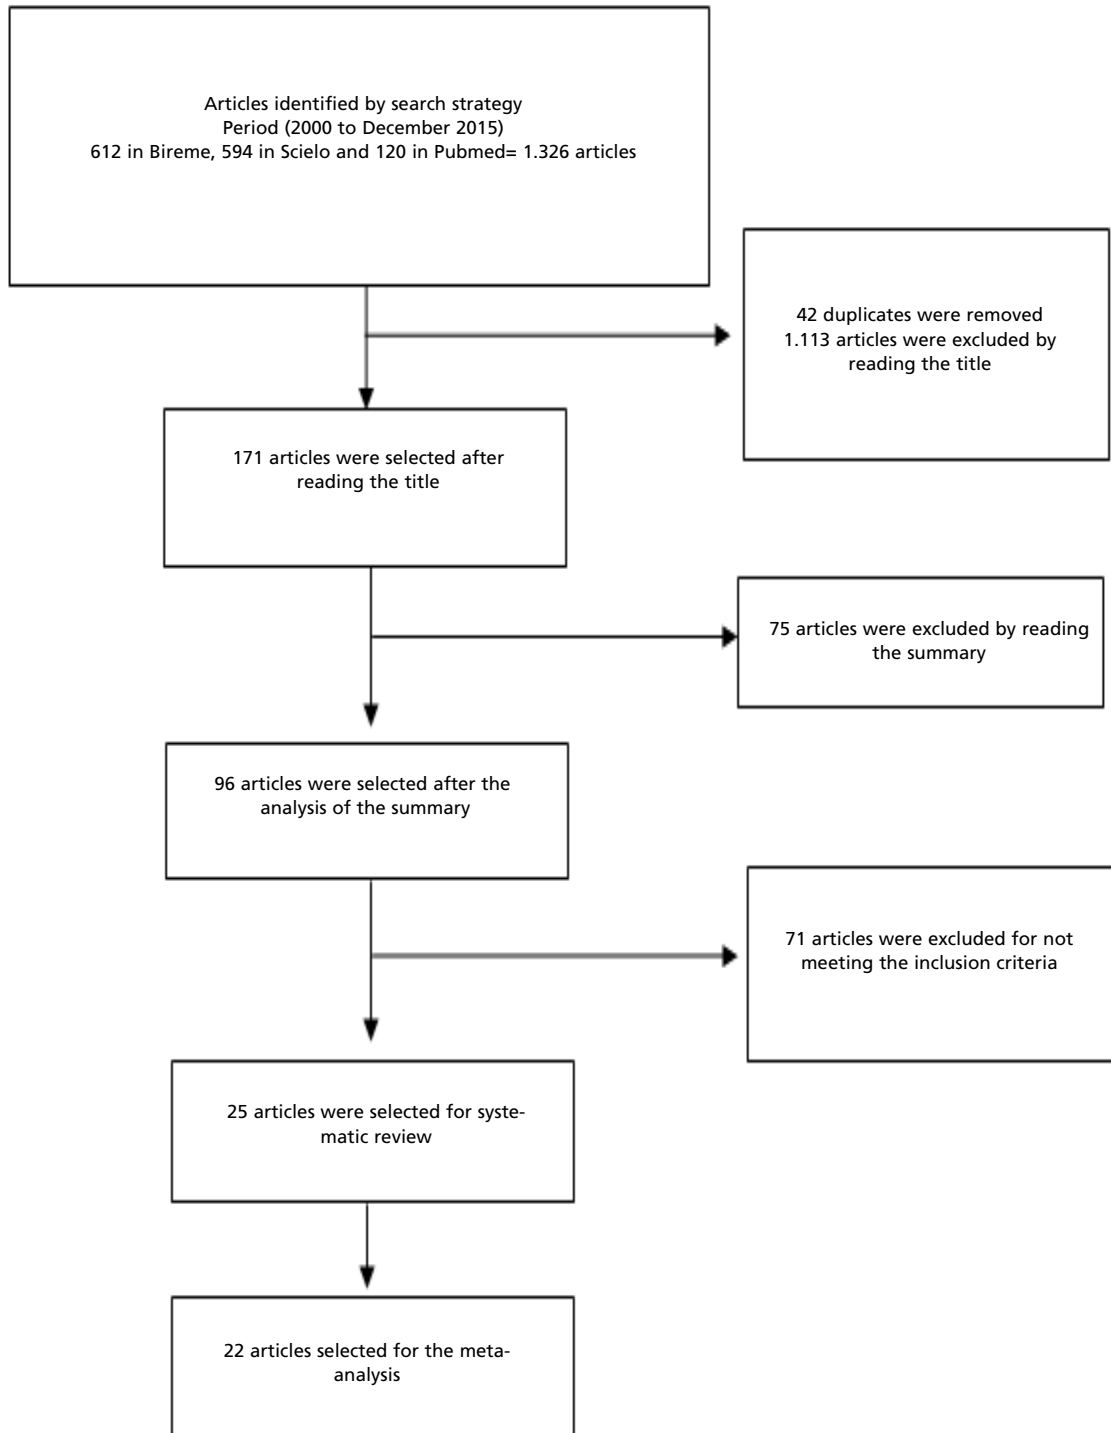 Articles identified by search strategy
Period (2000 to December 2015)
612 in Bireme, 594 in Scielo and 120 in Pubmed= 1.326 articles
42 duplicates were removed
1.113 articles were excluded by
reading the title
171 articles were selected after
reading the title
75 articles were excluded by reading
the summary
96 articles were selected after the
analysis of the summary
71 articles were excluded for not
meeting the inclusion criteria
25 articles were selected for syste-
matic review
22 articles selected for the meta-
analysis